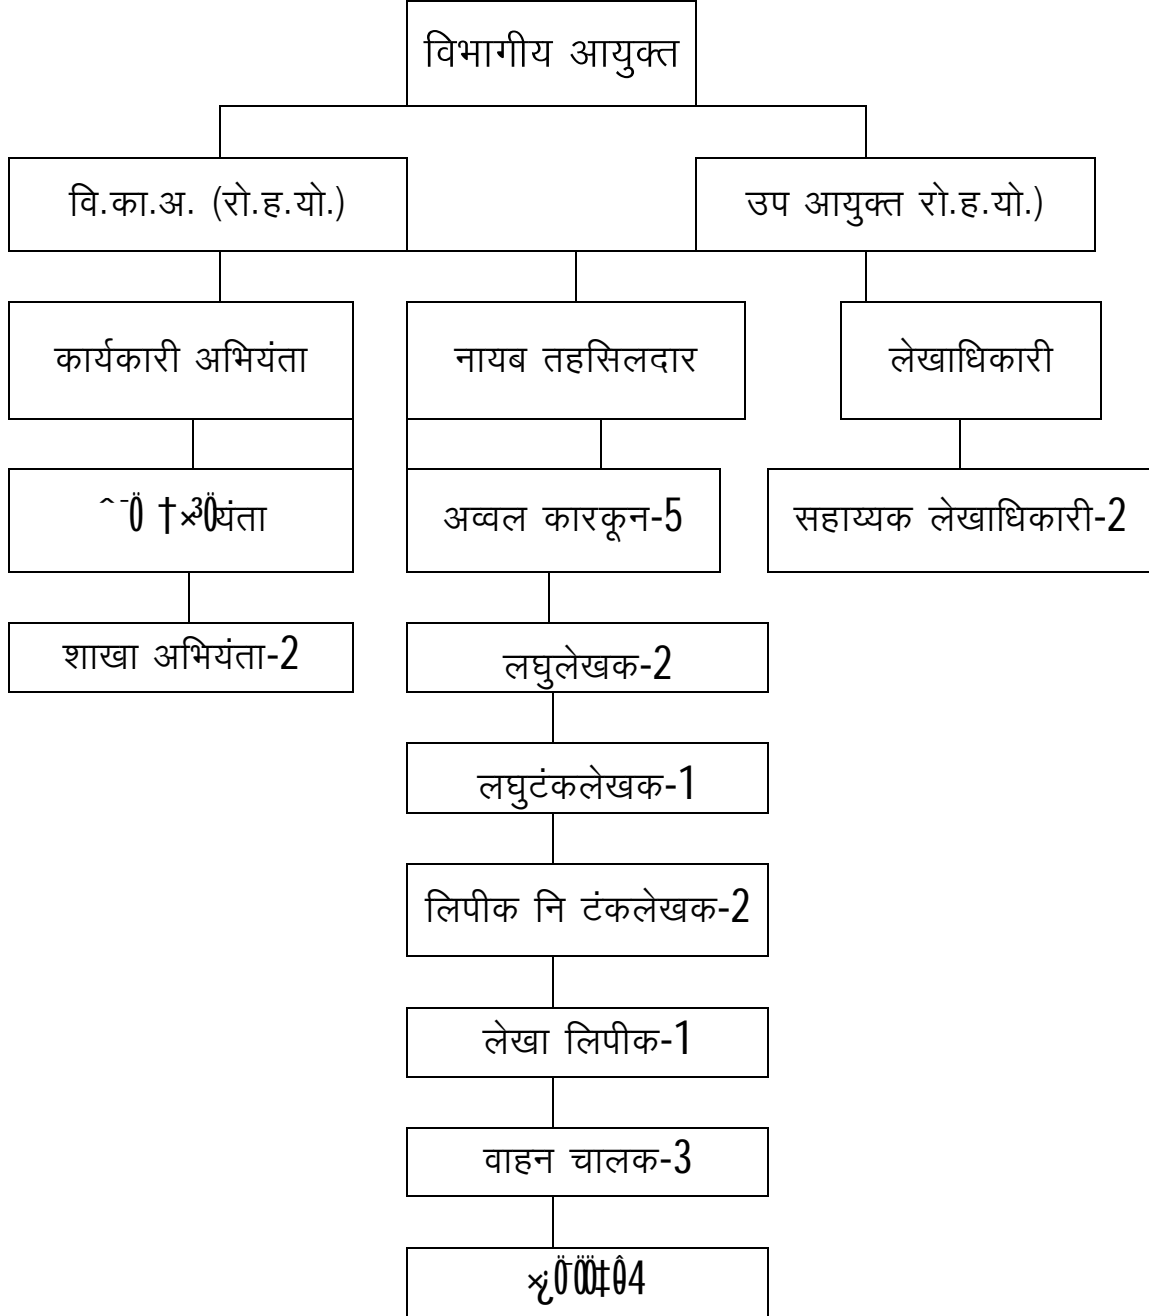 विभागीय आयुक्त
वि.का.अ. (रो.ह.यो.)
उप आयुक्त रो.ह.यो.)
कार्यकारी अभियंता
नायब तहसिलदार
लेखाधिकारी
यंता
अव्वल कारकून-5
सहाय्यक लेखाधिकारी-2
शाखा अभियंता-2
लघुलेखक-2
लघुटंकलेखक-1
लिपीक नि टंकलेखक-2
लेखा लिपीक-1
वाहन चालक-3